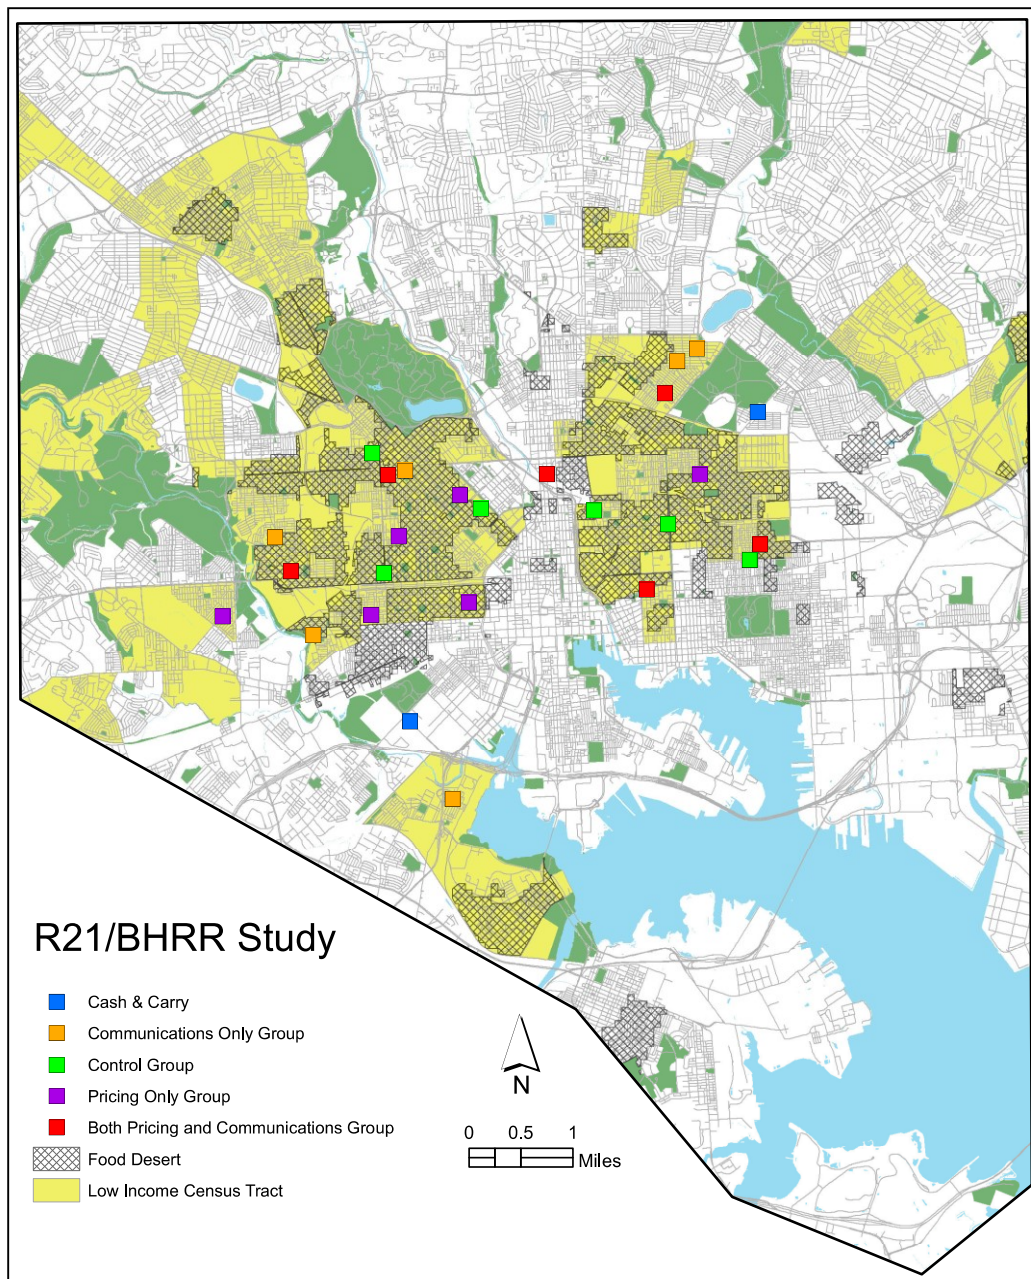 R21/BHRR Study
Cash & Carry
Communications Only Group
Control Group
Pricing Only Group
Both Pricing and Communications Group
Food Desert
Low Income Census Tract
N
0 0.5 1
Miles